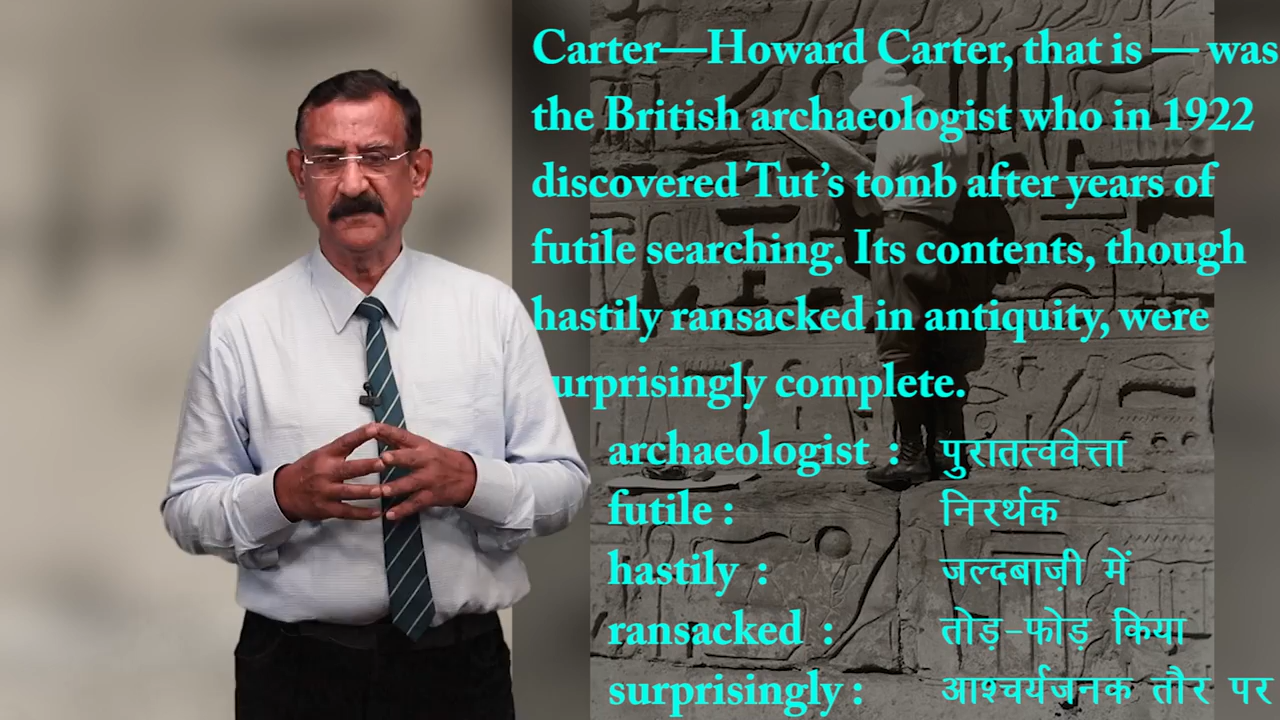 Carter—Howard Carter, that is — was
the British archaeologist who in 1922
discovered Tut’s tomb after years of
futile searching. Its contents, though
hastily ransacked in antiquity, were
urprisingly complete.
archaeologist : पुरातत्ववेत्ता
futile : निरर्थक
hastily : जल्दबाज़ी में
ransacked : तोड़-फोड़ किया
surprisingly : आश्चर्यजनक तौर पर